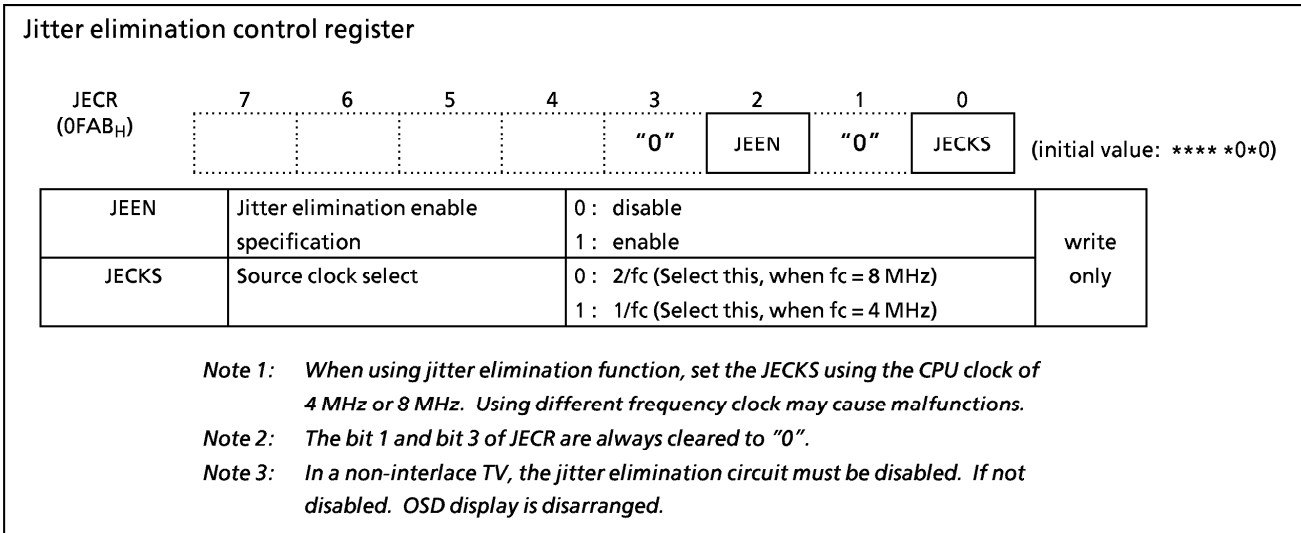 Jitter elimination control register
JECR 7 6 5 4 3 2 1 0
(0FABH) "0" JEEN "0" JECKS (initial value: **** *0*0)
JEEN Jitter elimination enable specification 0 : disable
1 : enable write only
JECKS Source clock select 0 : 2/fc (Select this, when fc = 8 MHz)
1 : 1/fc (Select this, when fc = 4 MHz)
Note 1: When using jitter elimination function, set the JECKS using the CPU clock of
4 MHz or 8 MHz. Using different frequency clock may cause malfunctions.
Note 2: The bit 1 and bit 3 of JECR are always cleared to "0".
Note 3: In a non-interlace TV, the jitter elimination circuit must be disabled. If not
disabled. OSD display is disarranged.